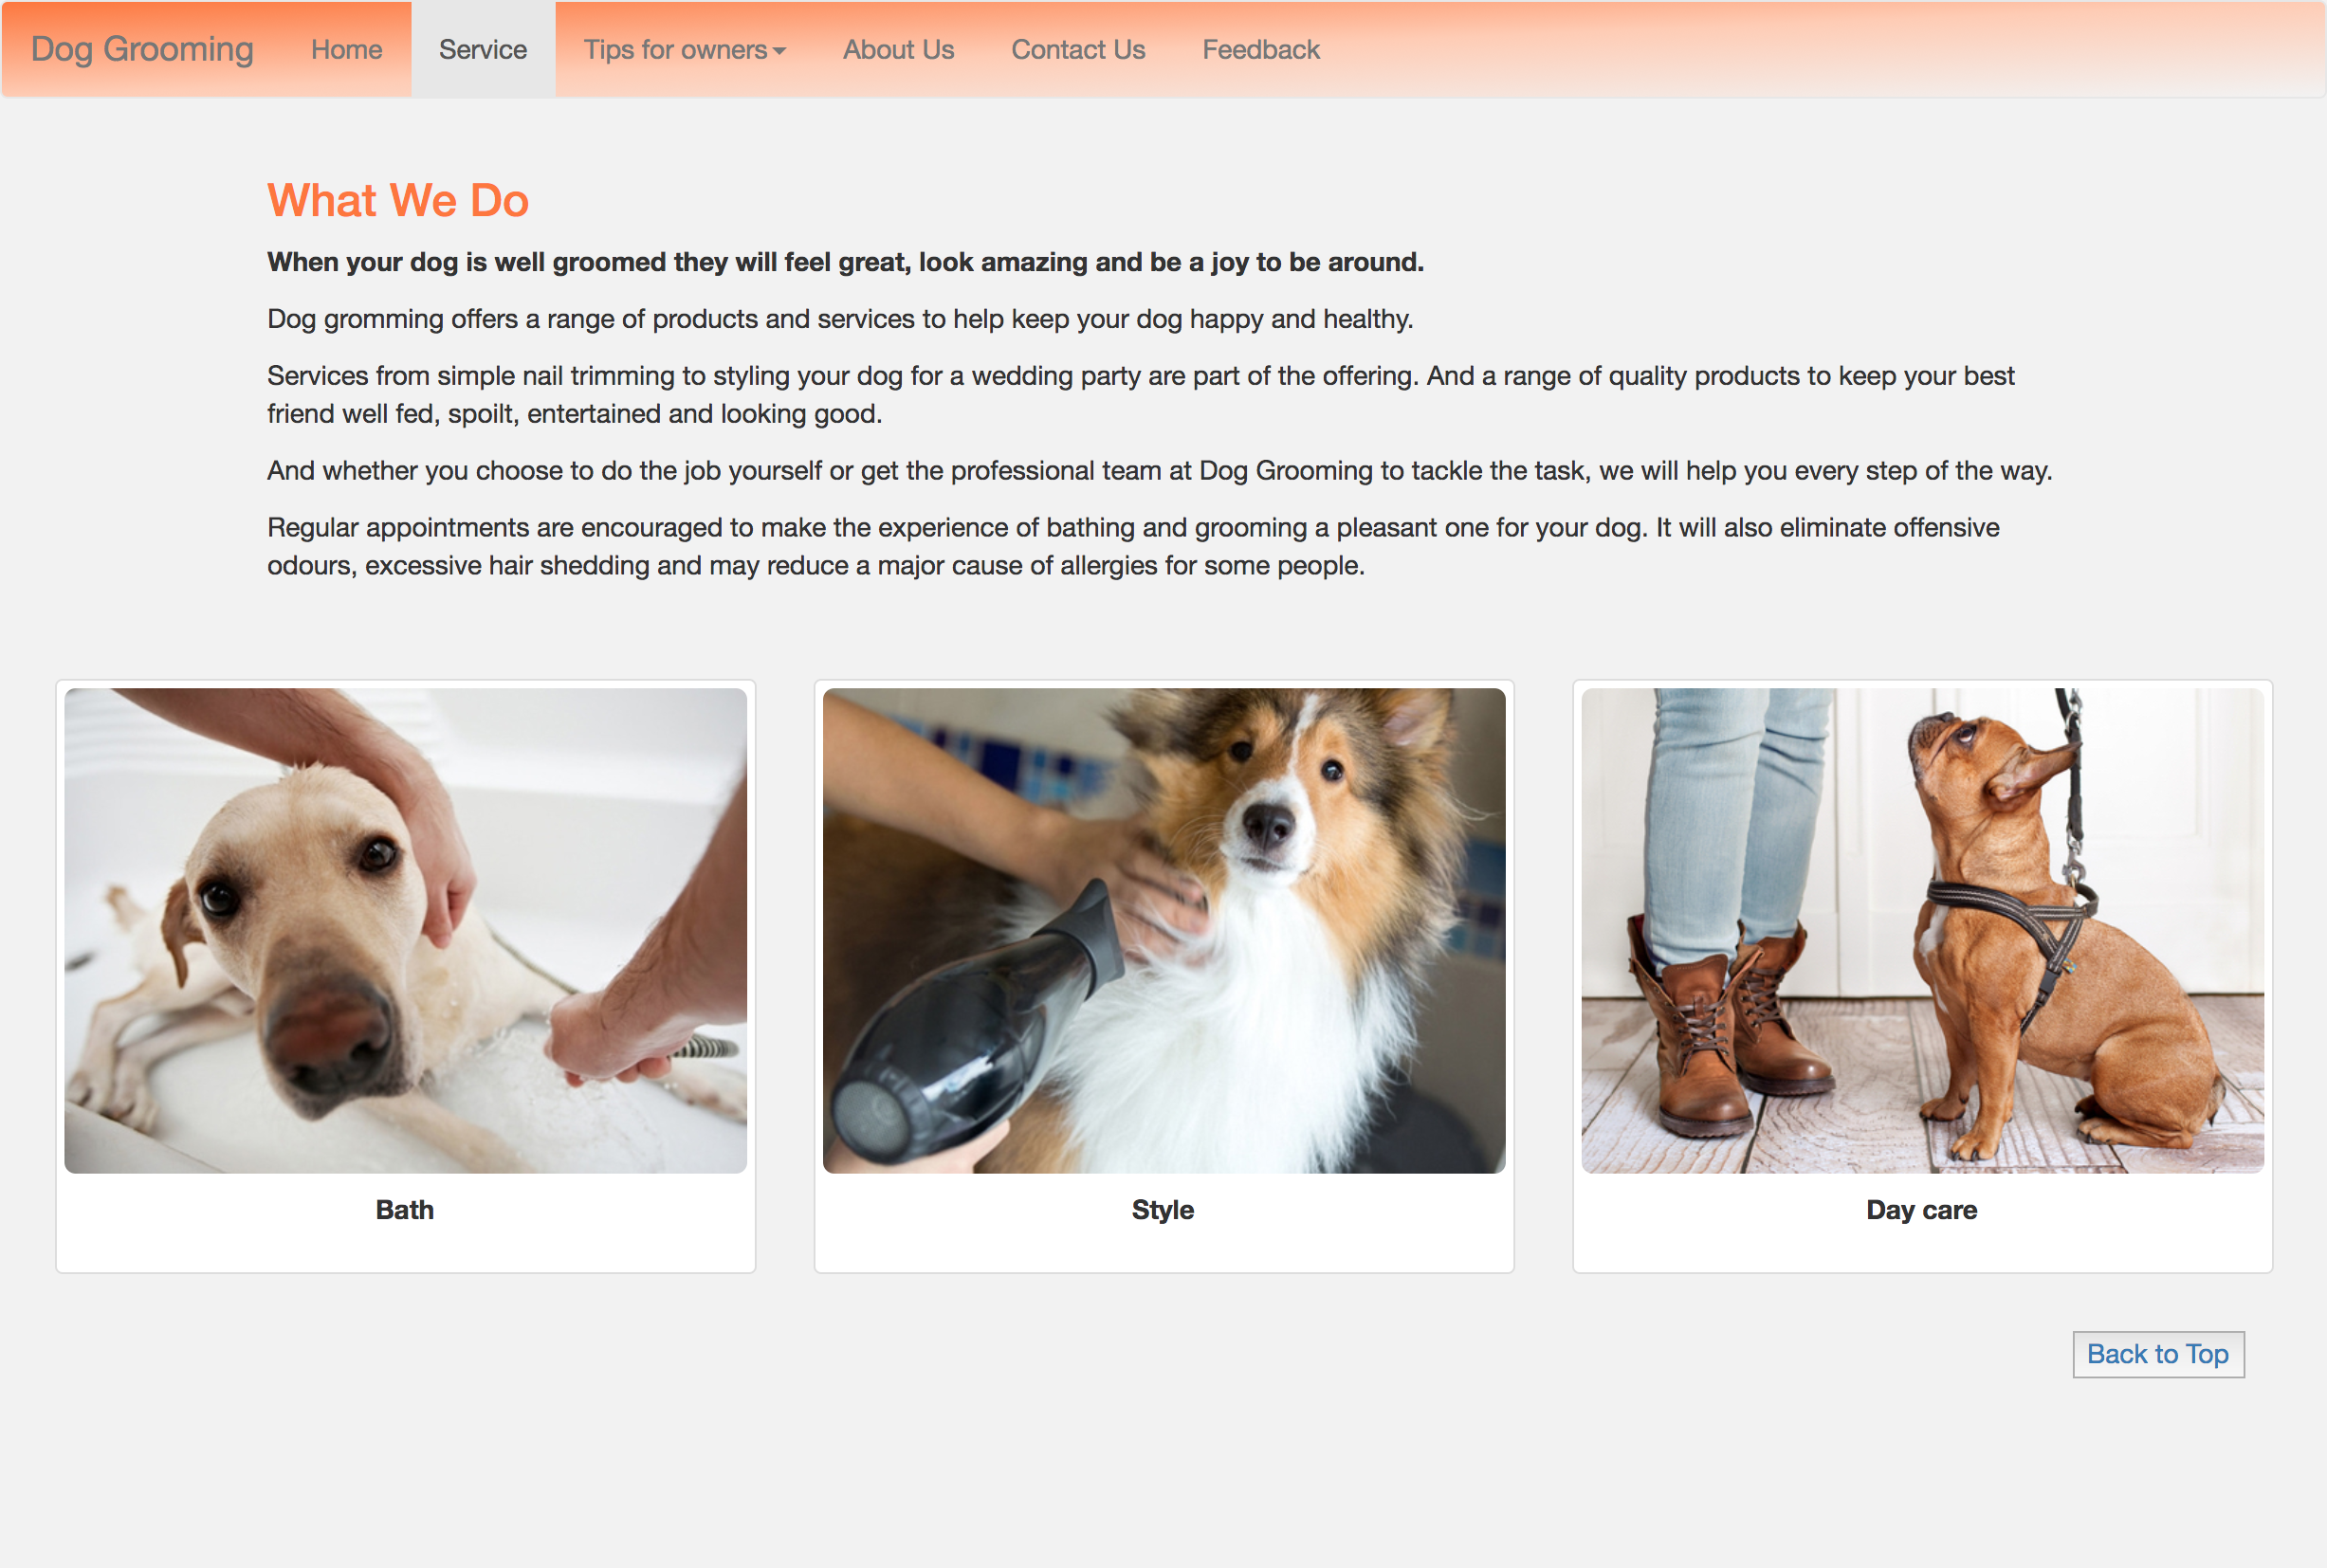 Dog Grooming Home Service Tips for owners About Us Contact Us Feedback
What We Do
When your dog is well groomed they will feel great, look amazing and be a joy to be around.
Dog gromming offers a range of products and services to help keep your dog happy and healthy.
Services from simple nail trimming to styling your dog for a wedding party are part of the offering. And a range of quality products to keep your best
friend well fed, spoilt, entertained and looking good.
And whether you choose to do the job yourself or get the professional team at Dog Grooming to tackle the task, we will help you every step of the way.
Regular appointments are encouraged to make the experience of bathing and grooming a pleasant one for your dog. It will also eliminate offensive
odours, excessive hair shedding and may reduce a major cause of allergies for some people.
Bath
Style
Day care
Back to Top